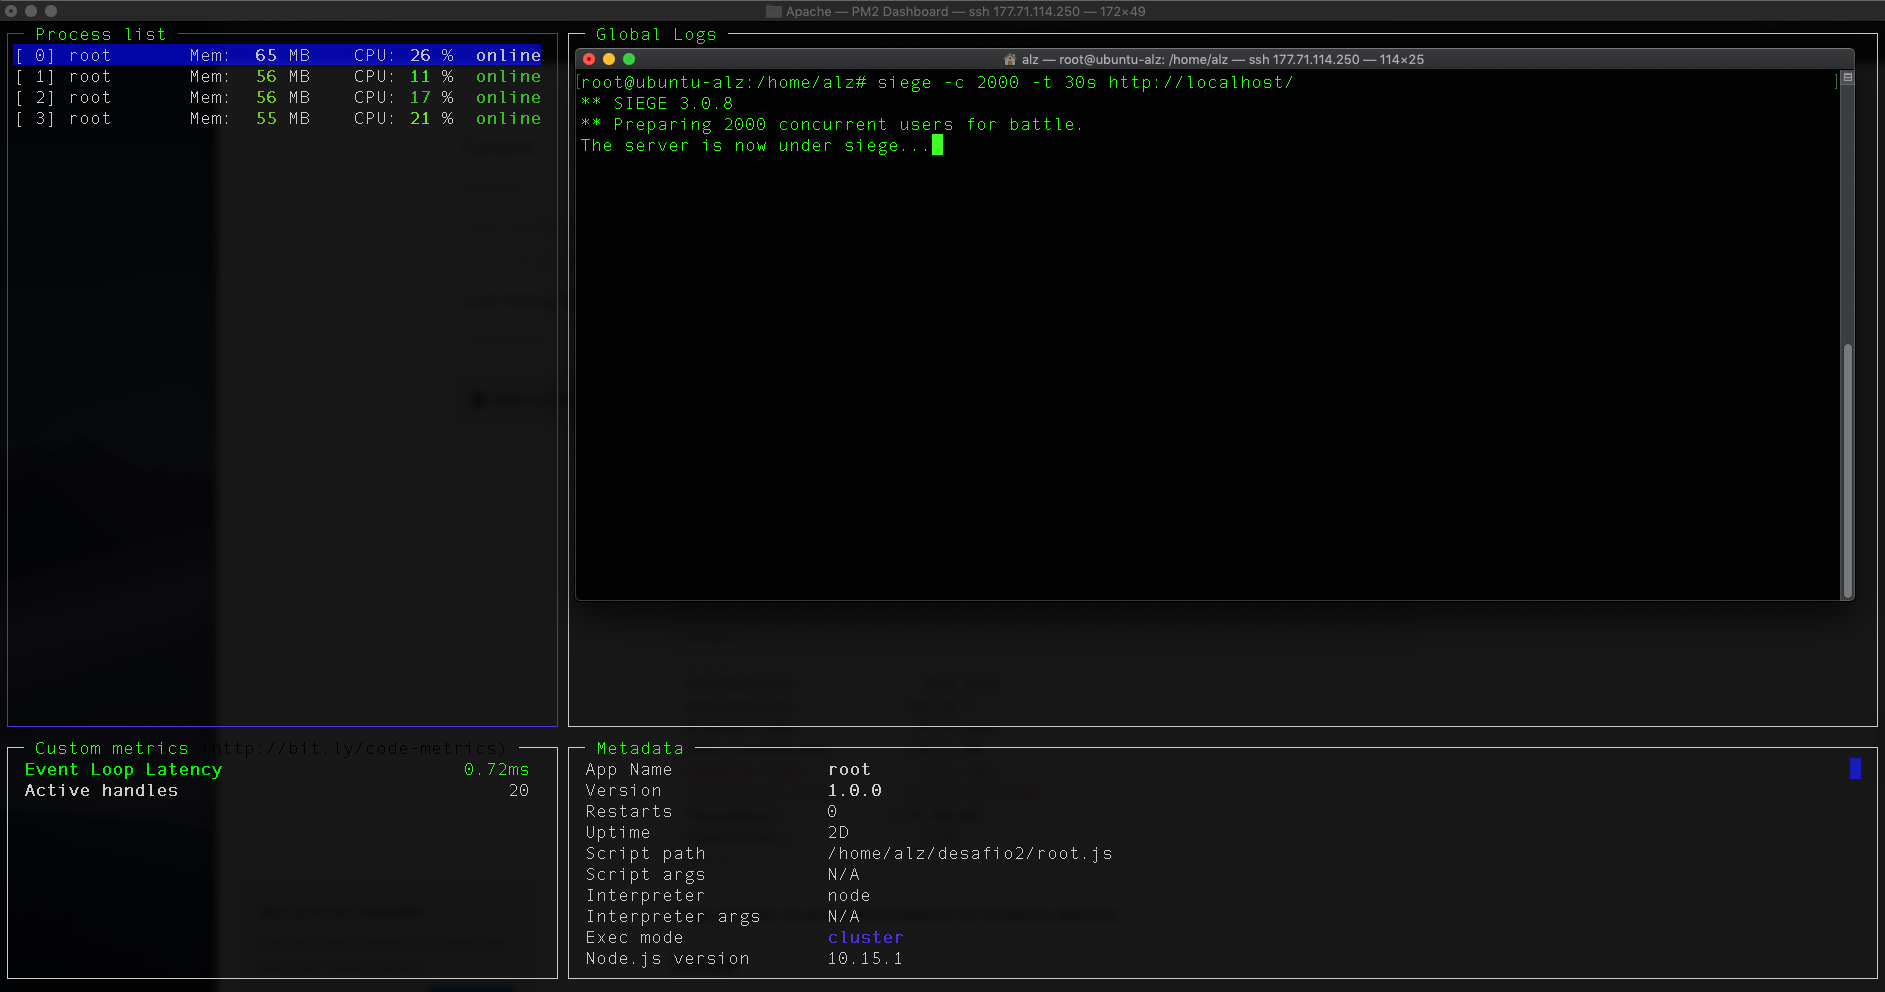 Apache — PM2 Dashboard — ssh 177.71.114.250 — 172×49
Process list
[ 0] root Mem: 65 MB CPU: 26 % online
[ 1] root Mem: 56 MB CPU: 11 % online
[ 2] root Mem: 56 MB CPU: 17 % online
[ 3] root Mem: 55 MB CPU: 21 % online
Global Logs
alz — root@ubuntu-alz: /home/alz — ssh 177.71.114.250 — 114×25
[root@ubuntu-alz:/home/alz# siege -c 2000 -t 30s http://localhost/ ]
** SIEGE 3.0.8
** Preparing 2000 concurrent users for battle.
The server is now under siege...
Custom metrics (http://bit.ly/code-metrics)
Event Loop Latency 0.72ms
Active handles 20
Metadata
App Name root
Version 1.0.0
Restarts 0
Uptime 2D
Script path /home/alz/desafio2/root.js
Script args N/A
Interpreter node
Interpreter args N/A
Exec mode cluster
Node.js version 10.15.1